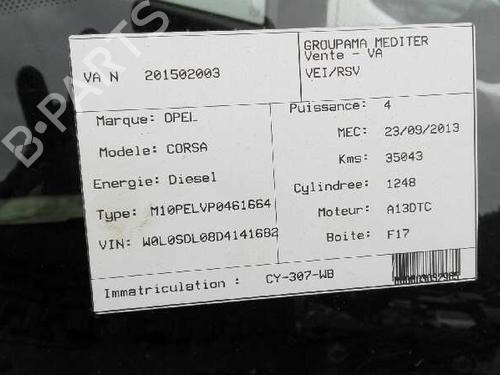 B-PARTS
VA N 201502003
GROUPAMA MEDITER
Vente - VA
VEI/RSV
Marque: OPEL
Modele: CORSA
Energie: Diesel
Type: M10PELVP0461664
VIN: W0L0SDL08D4141682
Puissance: 4
MEC: 23/09/2013
Kms: 35043
Cylindree: 1248
Moteur: A13DTC
Boite: F17
Immatriculation : CY-307-WB